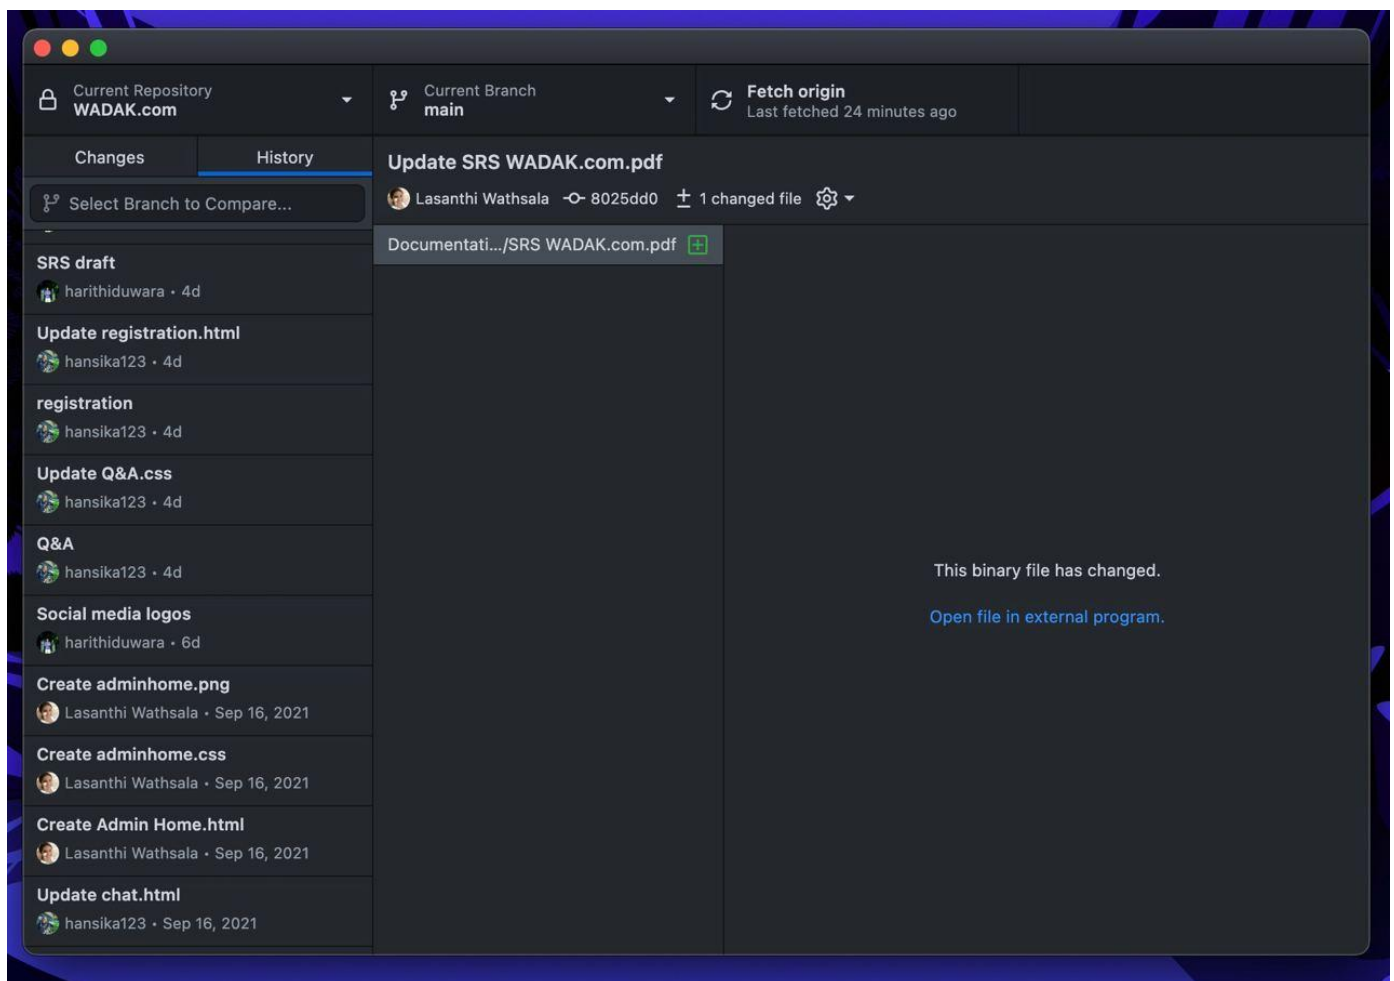 Current Repository
WADAK.com
Current Branch
main
Fetch origin
Last fetched 24 minutes ago
Changes
History
Select Branch to Compare...
SRS draft
harithiduwara • 4d
Update registration.html
hansika123 • 4d
registration
hansika123 • 4d
Update Q&A.css
hansika123 • 4d
Q&A
hansika123 • 4d
Social media logos
harithiduwara • 6d
Create adminhome.png
Lasanthi Wathsala • Sep 16, 2021
Create adminhome.css
Lasanthi Wathsala • Sep 16, 2021
Create Admin Home.html
Lasanthi Wathsala • Sep 16, 2021
Update chat.html
hansika123 • Sep 16, 2021
Update SRS WADAK.com.pdf
Lasanthi Wathsala 8025dd0 1 changed file
Documentati.../SRS WADAK.com.pdf
This binary file has changed.
Open file in external program.